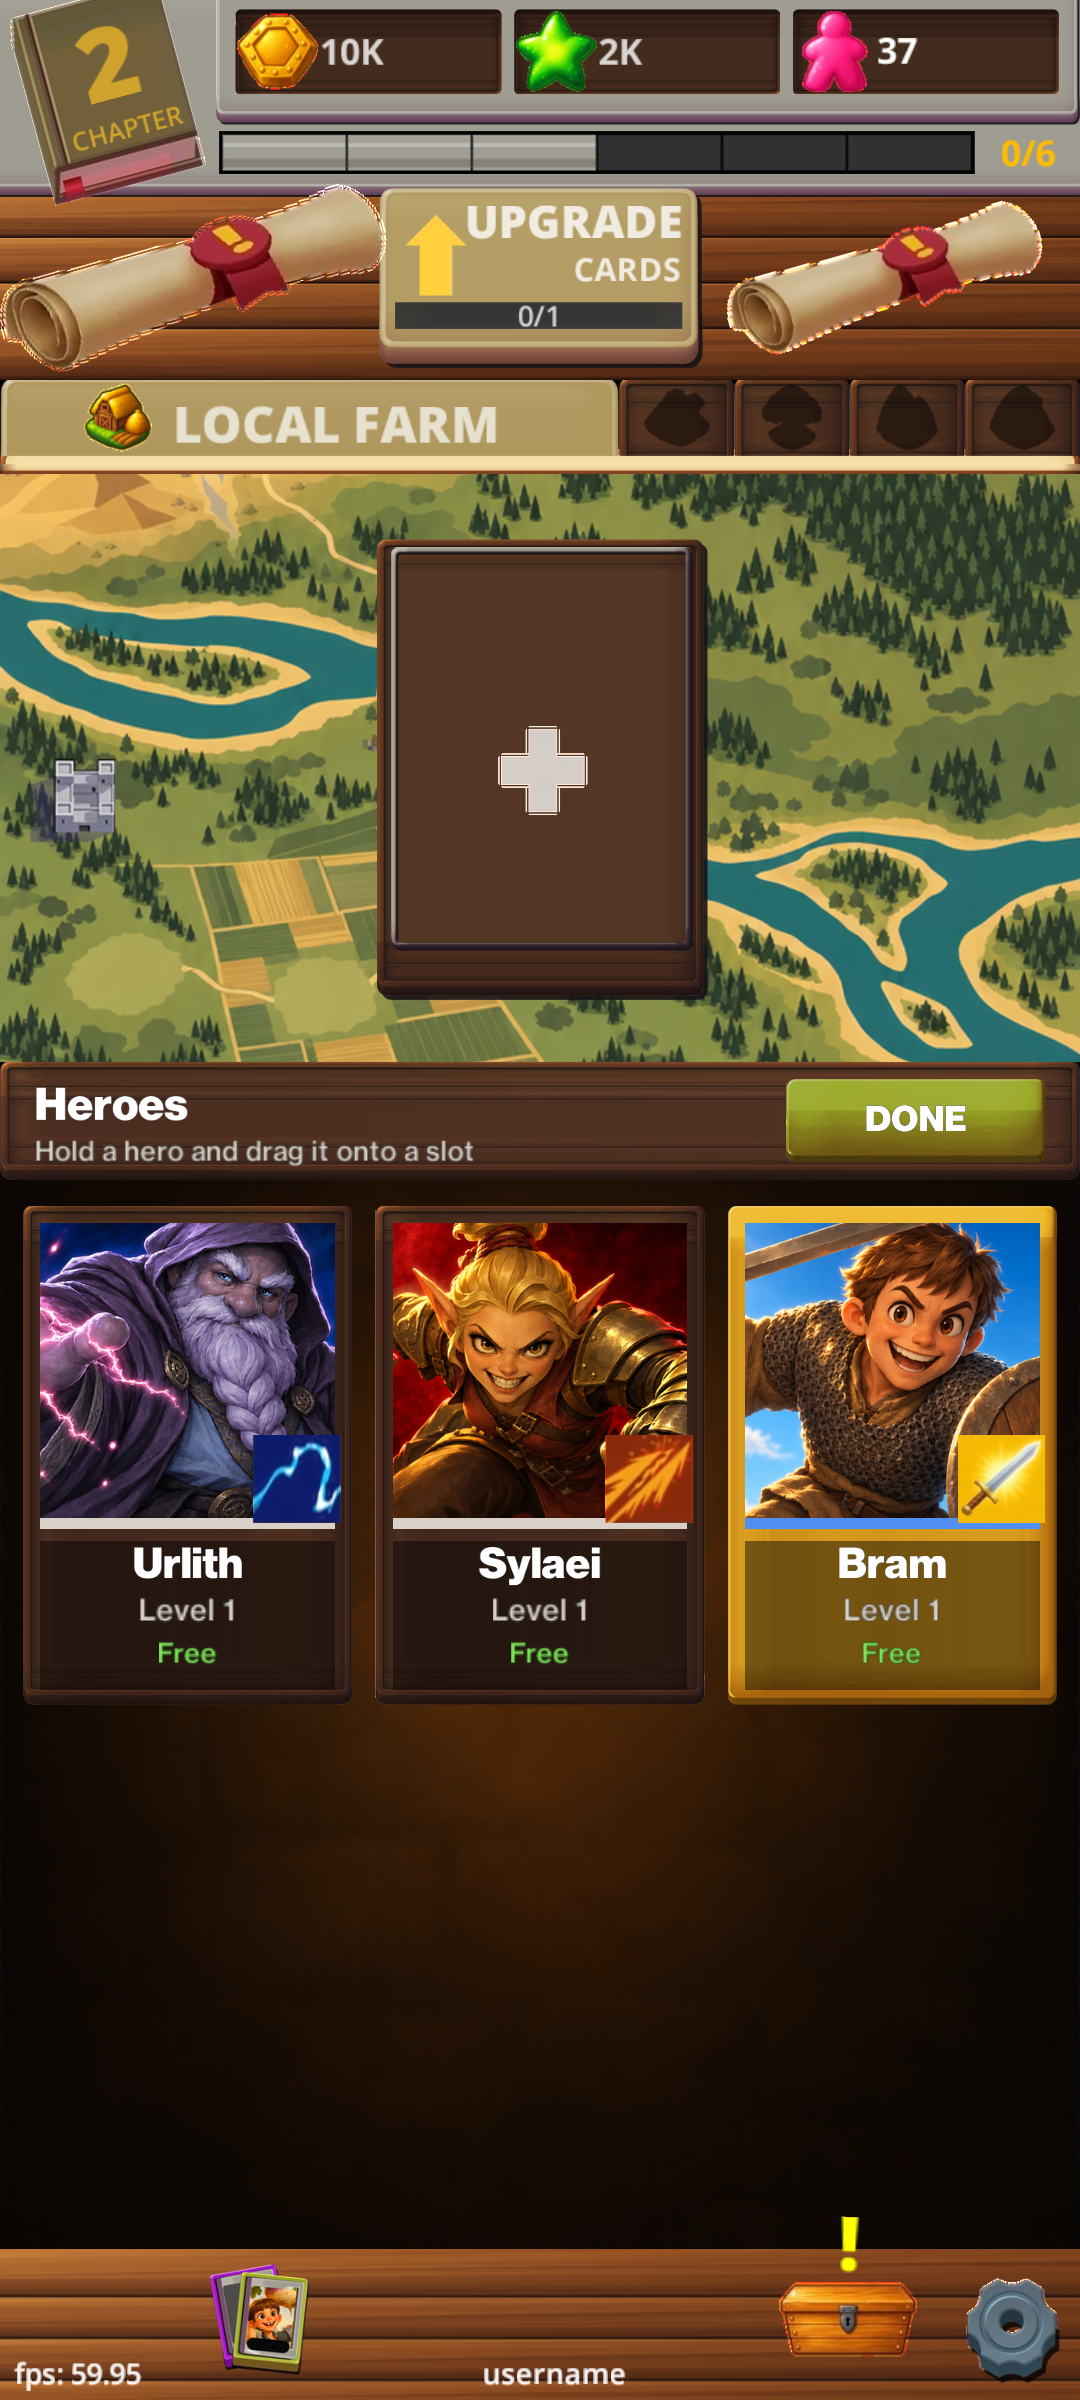 2
CHAPTER
10K
2K
37
0/6
UPGRADE
CARDS
0/1
LOCAL FARM
Heroes
Hold a hero and drag it onto a slot
DONE
Urlith
Level 1
Free
Sylaei
Level 1
Free
Bram
Level 1
Free
!
fps: 59.95
username